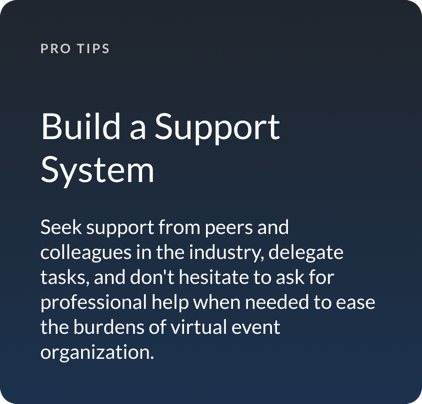 PRO TIPS
Build a Support
System
Seek support from peers and
colleagues in the industry, delegate
tasks, and don't hesitate to ask for
professional help when needed to ease
the burdens of virtual event
organization.